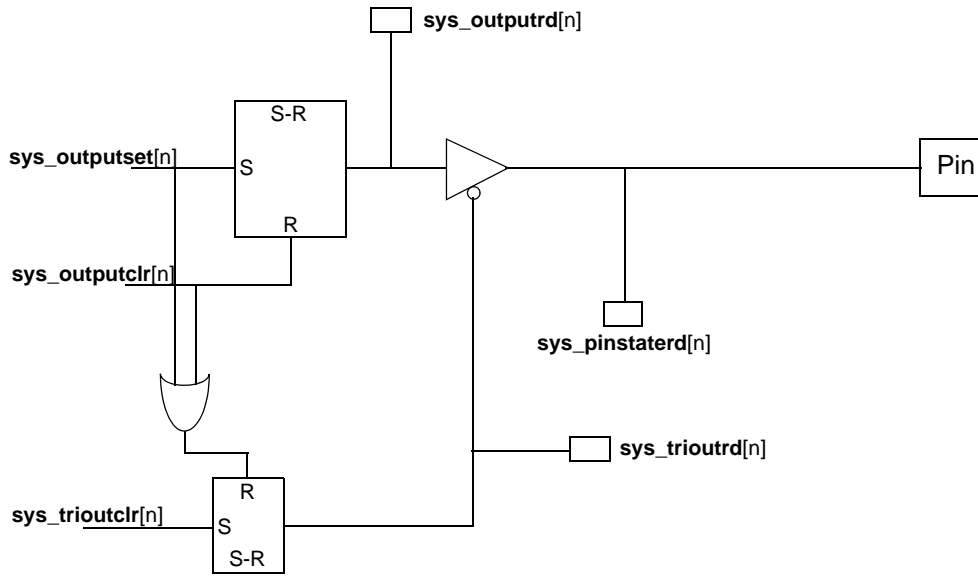 sys_outputrd[n]
S-R
sys_outputset[n]
S
Pin
R
sys_outputclr[n]
sys_pinstaterd[n]
sys_trioutrd[n]
R
sys_trioutclr[n]
S
S-R